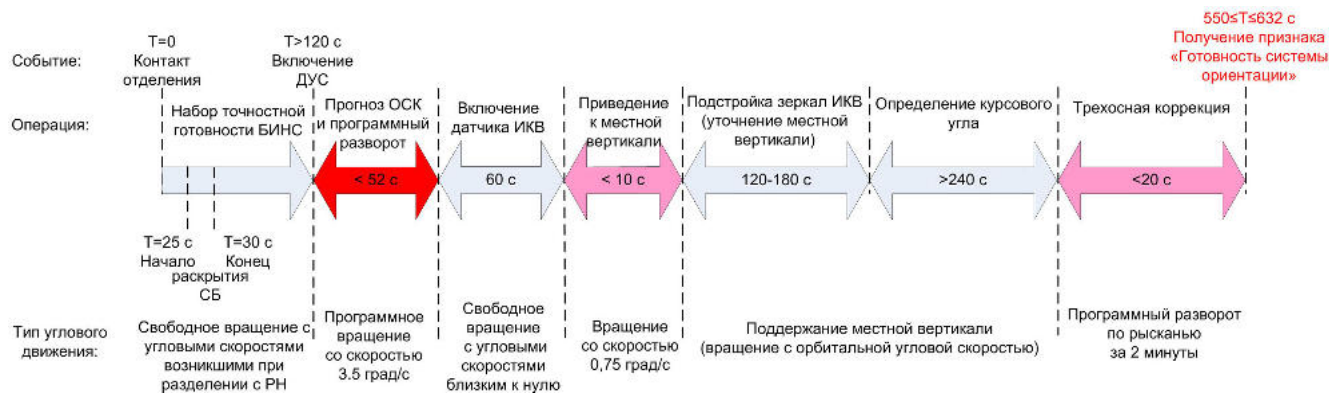 Событие:
T=0
Контакт
отделения
T>120 с
Включение
ДУС
550≤T≤632 с
Получение признака
«Готовность системы
ориентации»
Операция:
Набор точностной
готовности БИНС
Прогноз ОСК
и программный
разворот
Включение
датчика ИКВ
Приведение
к местной
вертикали
Подстройка зеркал ИКВ
(уточнение местной
вертикали)
Определение курсового
угла
Трехосная коррекция
< 52 с
60 с
< 10 с
120-180 с
>240 с
<20 с
T=25 с
Начало
T=30 с
Конец
раскрытия
СБ
Тип углового
движения:
Свободное вращение с
угловыми скоростями
возникшими при
разделении с РН
Программное
вращение
со скоростью
3.5 град/с
Свободное
вращение
с угловыми
скоростями
близким к нулю
Вращение
со скоростью
0,75 град/с
Поддержание местной вертикали
(вращение с орбитальной угловой скоростью)
Программный разворот
по рысканью
за 2 минуты